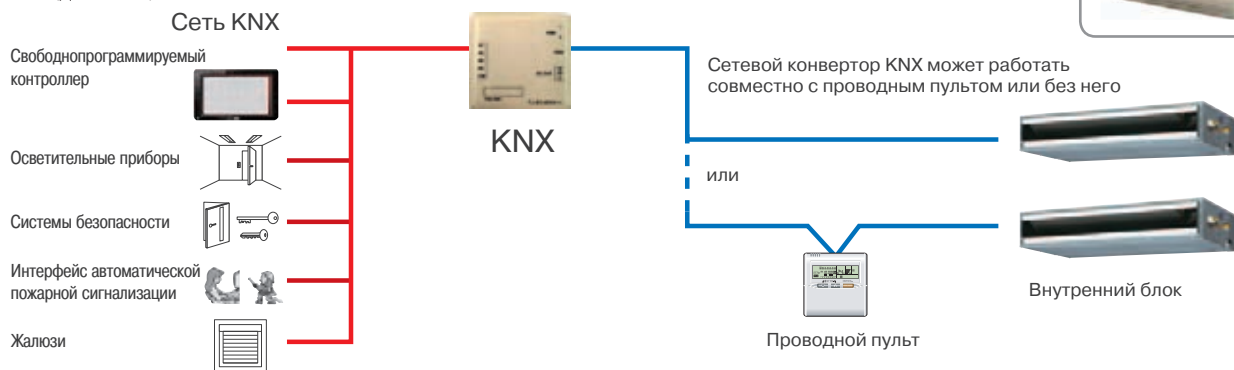 Сеть KNX
Свободнопрограммируемый
контроллер
Осветительные приборы
Системы безопасности
Интерфейс автоматической
пожарной сигнализации
Жалюзи
KNX
Сетевой конвертор KNX может работать
совместно с проводным пультом или без него
или
Проводной пульт
Внутренний блок